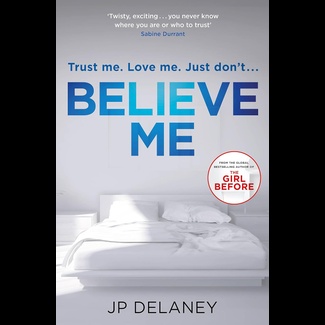 ‘Twisty, exciting . . . you never know
where you are or who to trust’
Sabine Durrant
Trust me. Love me. Just don’t...
BELIEVE
ME
FROM THE GLOBAL
BESTSELLING AUTHOR OF
THE
GIRL
BEFORE
JP DELANEY